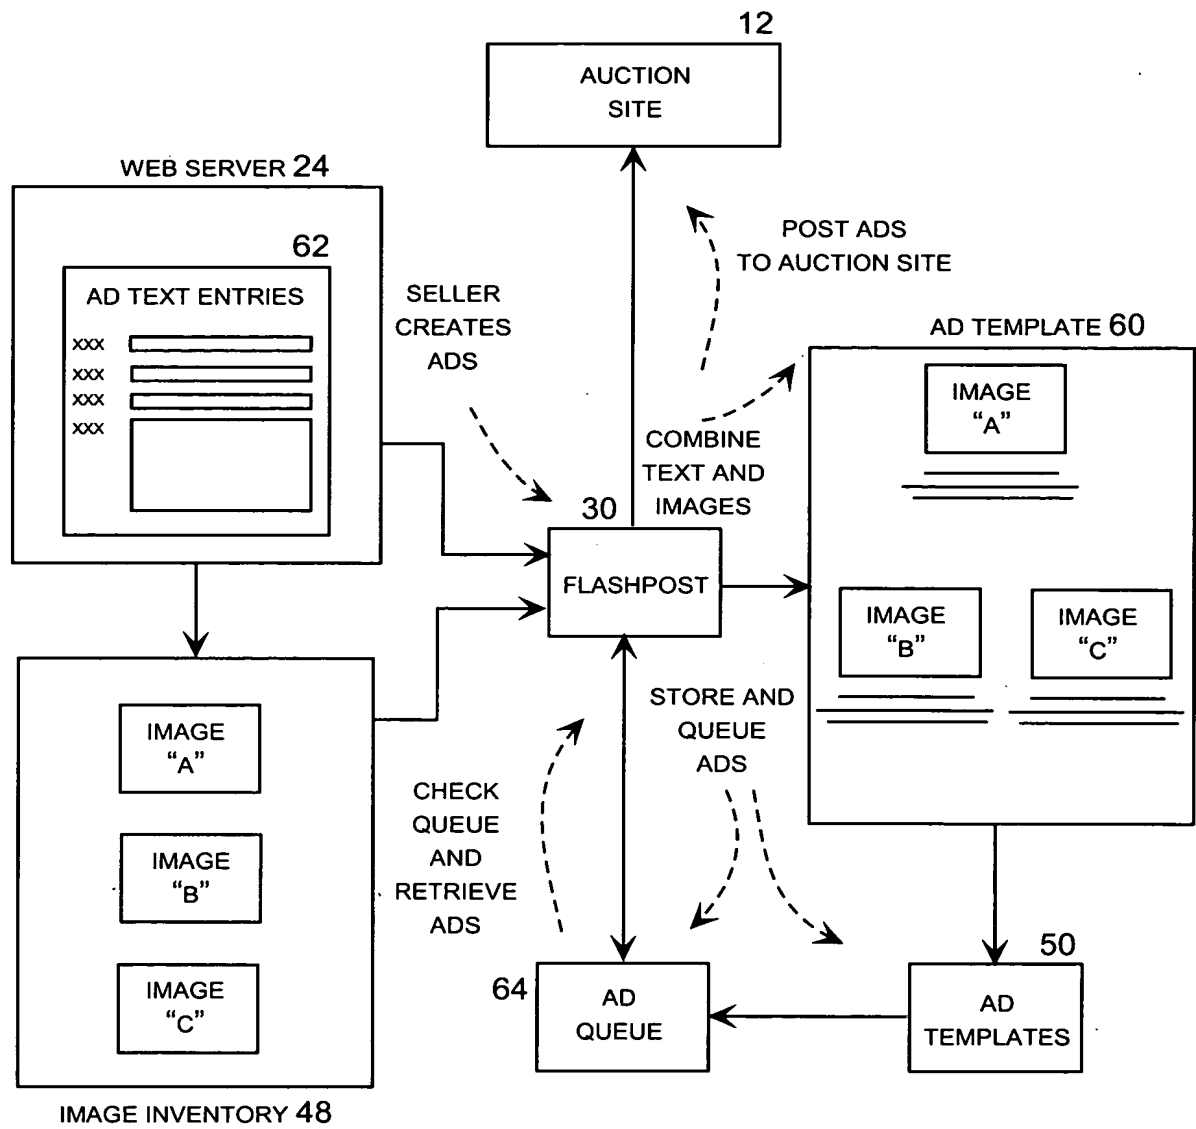 12
AUCTION
SITE
WEB SERVER 24
62
AD TEXT ENTRIES
xxx
xxx
xxx
xxx
SELLER
CREATES
ADS
POST ADS
TO AUCTION SITE
AD TEMPLATE 60
IMAGE
“A”
COMBINE
TEXT AND
IMAGES
30
FLASHPOST
IMAGE
“B”
IMAGE
“C”
STORE AND
QUEUE
ADS
IMAGE
“A”
IMAGE
“B”
IMAGE
“C”
CHECK
QUEUE
AND
RETRIEVE
ADS
64
AD
QUEUE
50
AD
TEMPLATES
IMAGE INVENTORY 48